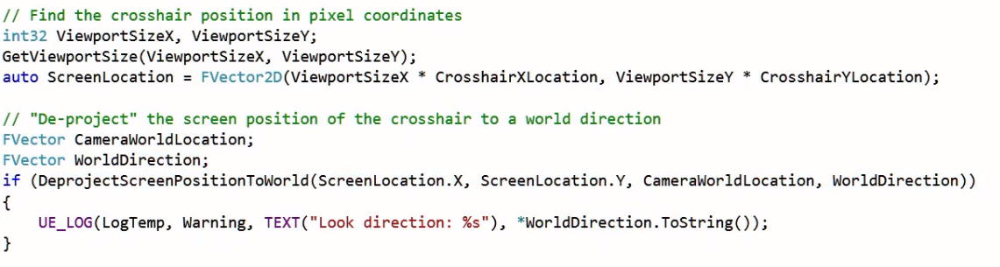 // Find the crosshair position in pixel coordinates
int32 ViewportSizeX, ViewportSizeY;
GetViewportSize(ViewportSizeX, ViewportSizeY);
auto ScreenLocation = FVector2D(ViewportSizeX * CrosshairXLocation, ViewportSizeY * CrosshairYLocation);
// "De-project" the screen position of the crosshair to a world direction
FVector CameraWorldLocation;
FVector WorldDirection;
if (DeprojectScreenPositionToWorld(ScreenLocation.X, ScreenLocation.Y, CameraWorldLocation, WorldDirection))
{
UE_LOG(LogTemp, Warning, TEXT("Look direction: %s"), *WorldDirection.ToString());
}